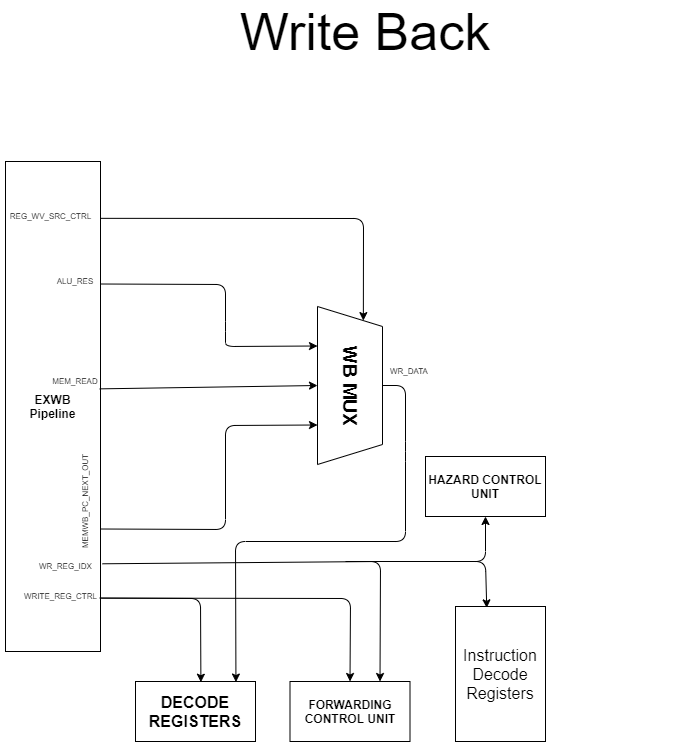 Write Back
REG_WV_SRC_CTRL
ALU_RES
MEM_READ
EXWB
Pipeline
MEMWB_PC_NEXT_OUT
WR_REG_IDX
WRITE_REG_CTRL
WB MUX
WR_DATA
HAZARD CONTROL
UNIT
Instruction
Decode
Registers
DECODE
REGISTERS
FORWARDING
CONTROL UNIT